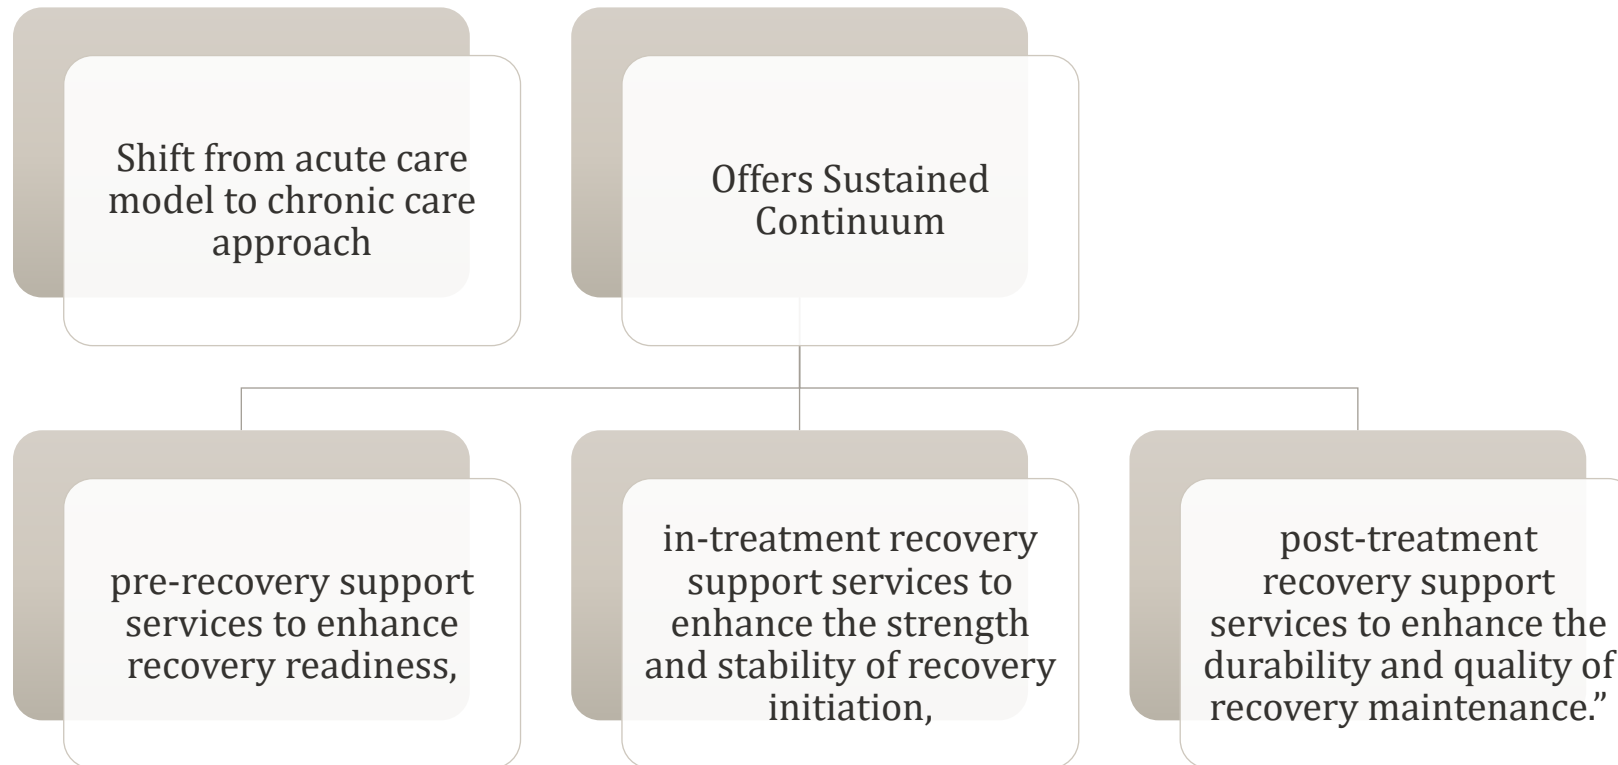 Shift from acute care
model to chronic care
approach
Offers Sustained
Continuum
pre-recovery support
services to enhance
recovery readiness,
in-treatment recovery
support services to
enhance the strength
and stability of recovery
initiation,
post-treatment
recovery support
services to enhance the
durability and quality of
recovery maintenance.”